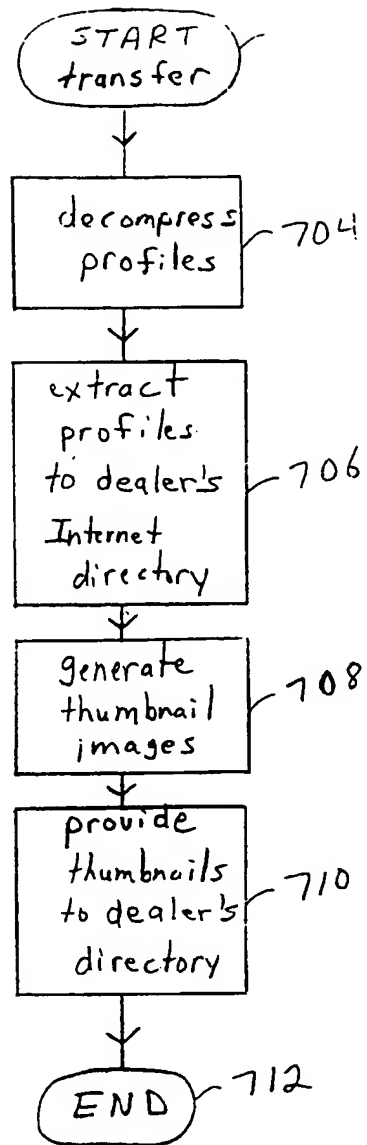 START
transfer
decompress
profiles
704
extract
profiles
to dealer's
Internet
directory
706
generate
thumbnail
images
708
provide
thumbnails
to dealer's
directory
710
END
712